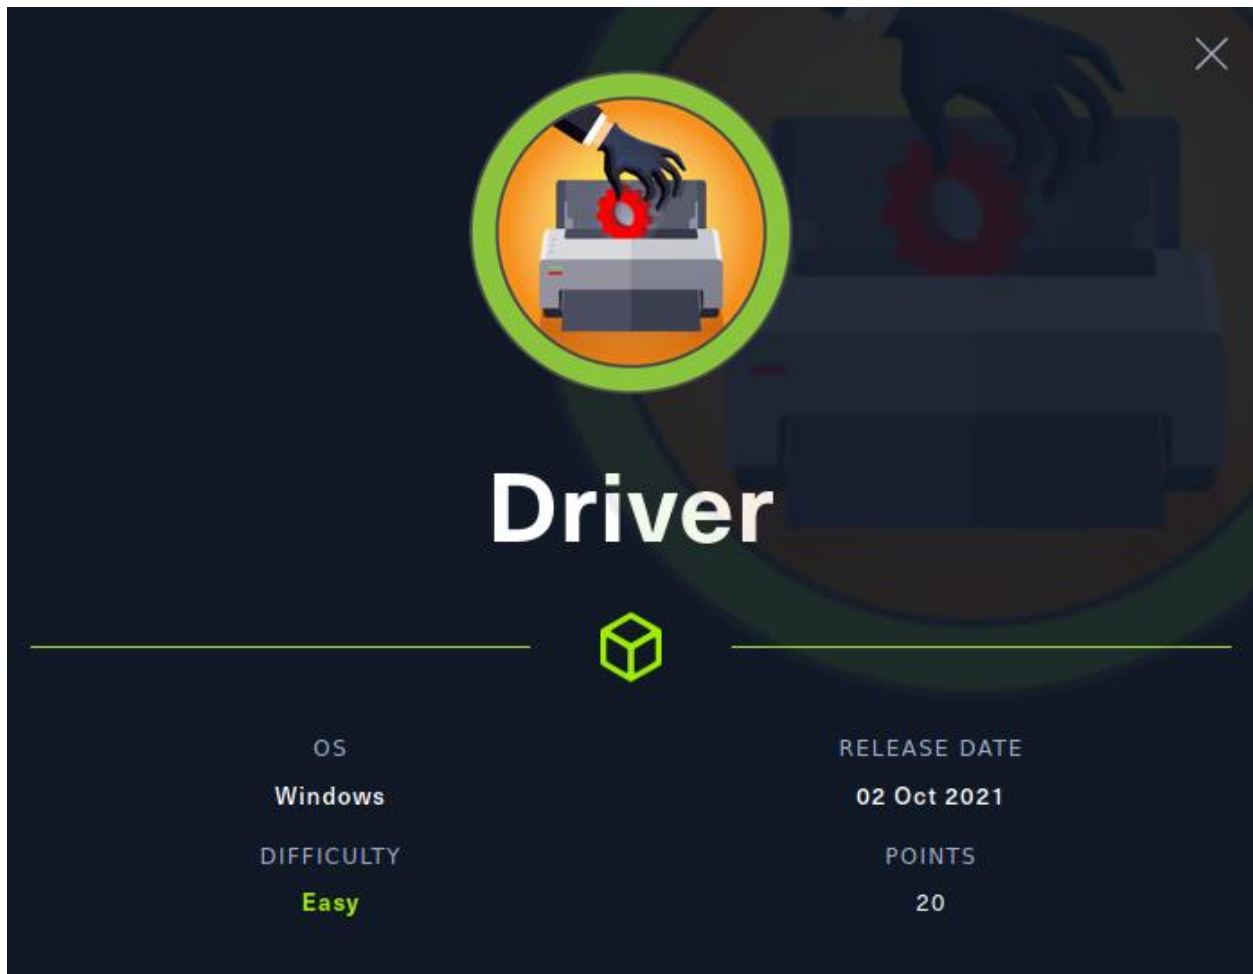 Driver
OS
Windows
RELEASE DATE
02 Oct 2021
DIFFICULTY
Easy
POINTS
20